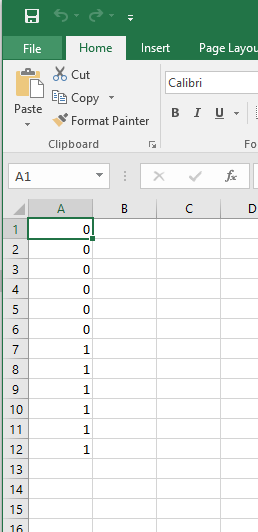 File Home Insert Page Layou
Cut
Copy
Paste
Format Painter
Clipboard
Calibri
B I U
Fo
A1
fx
A B C D
1 0
2 0
3 0
4 0
5 0
6 0
7 1
8 1
9 1
10 1
11 1
12 1
13
14
15
16